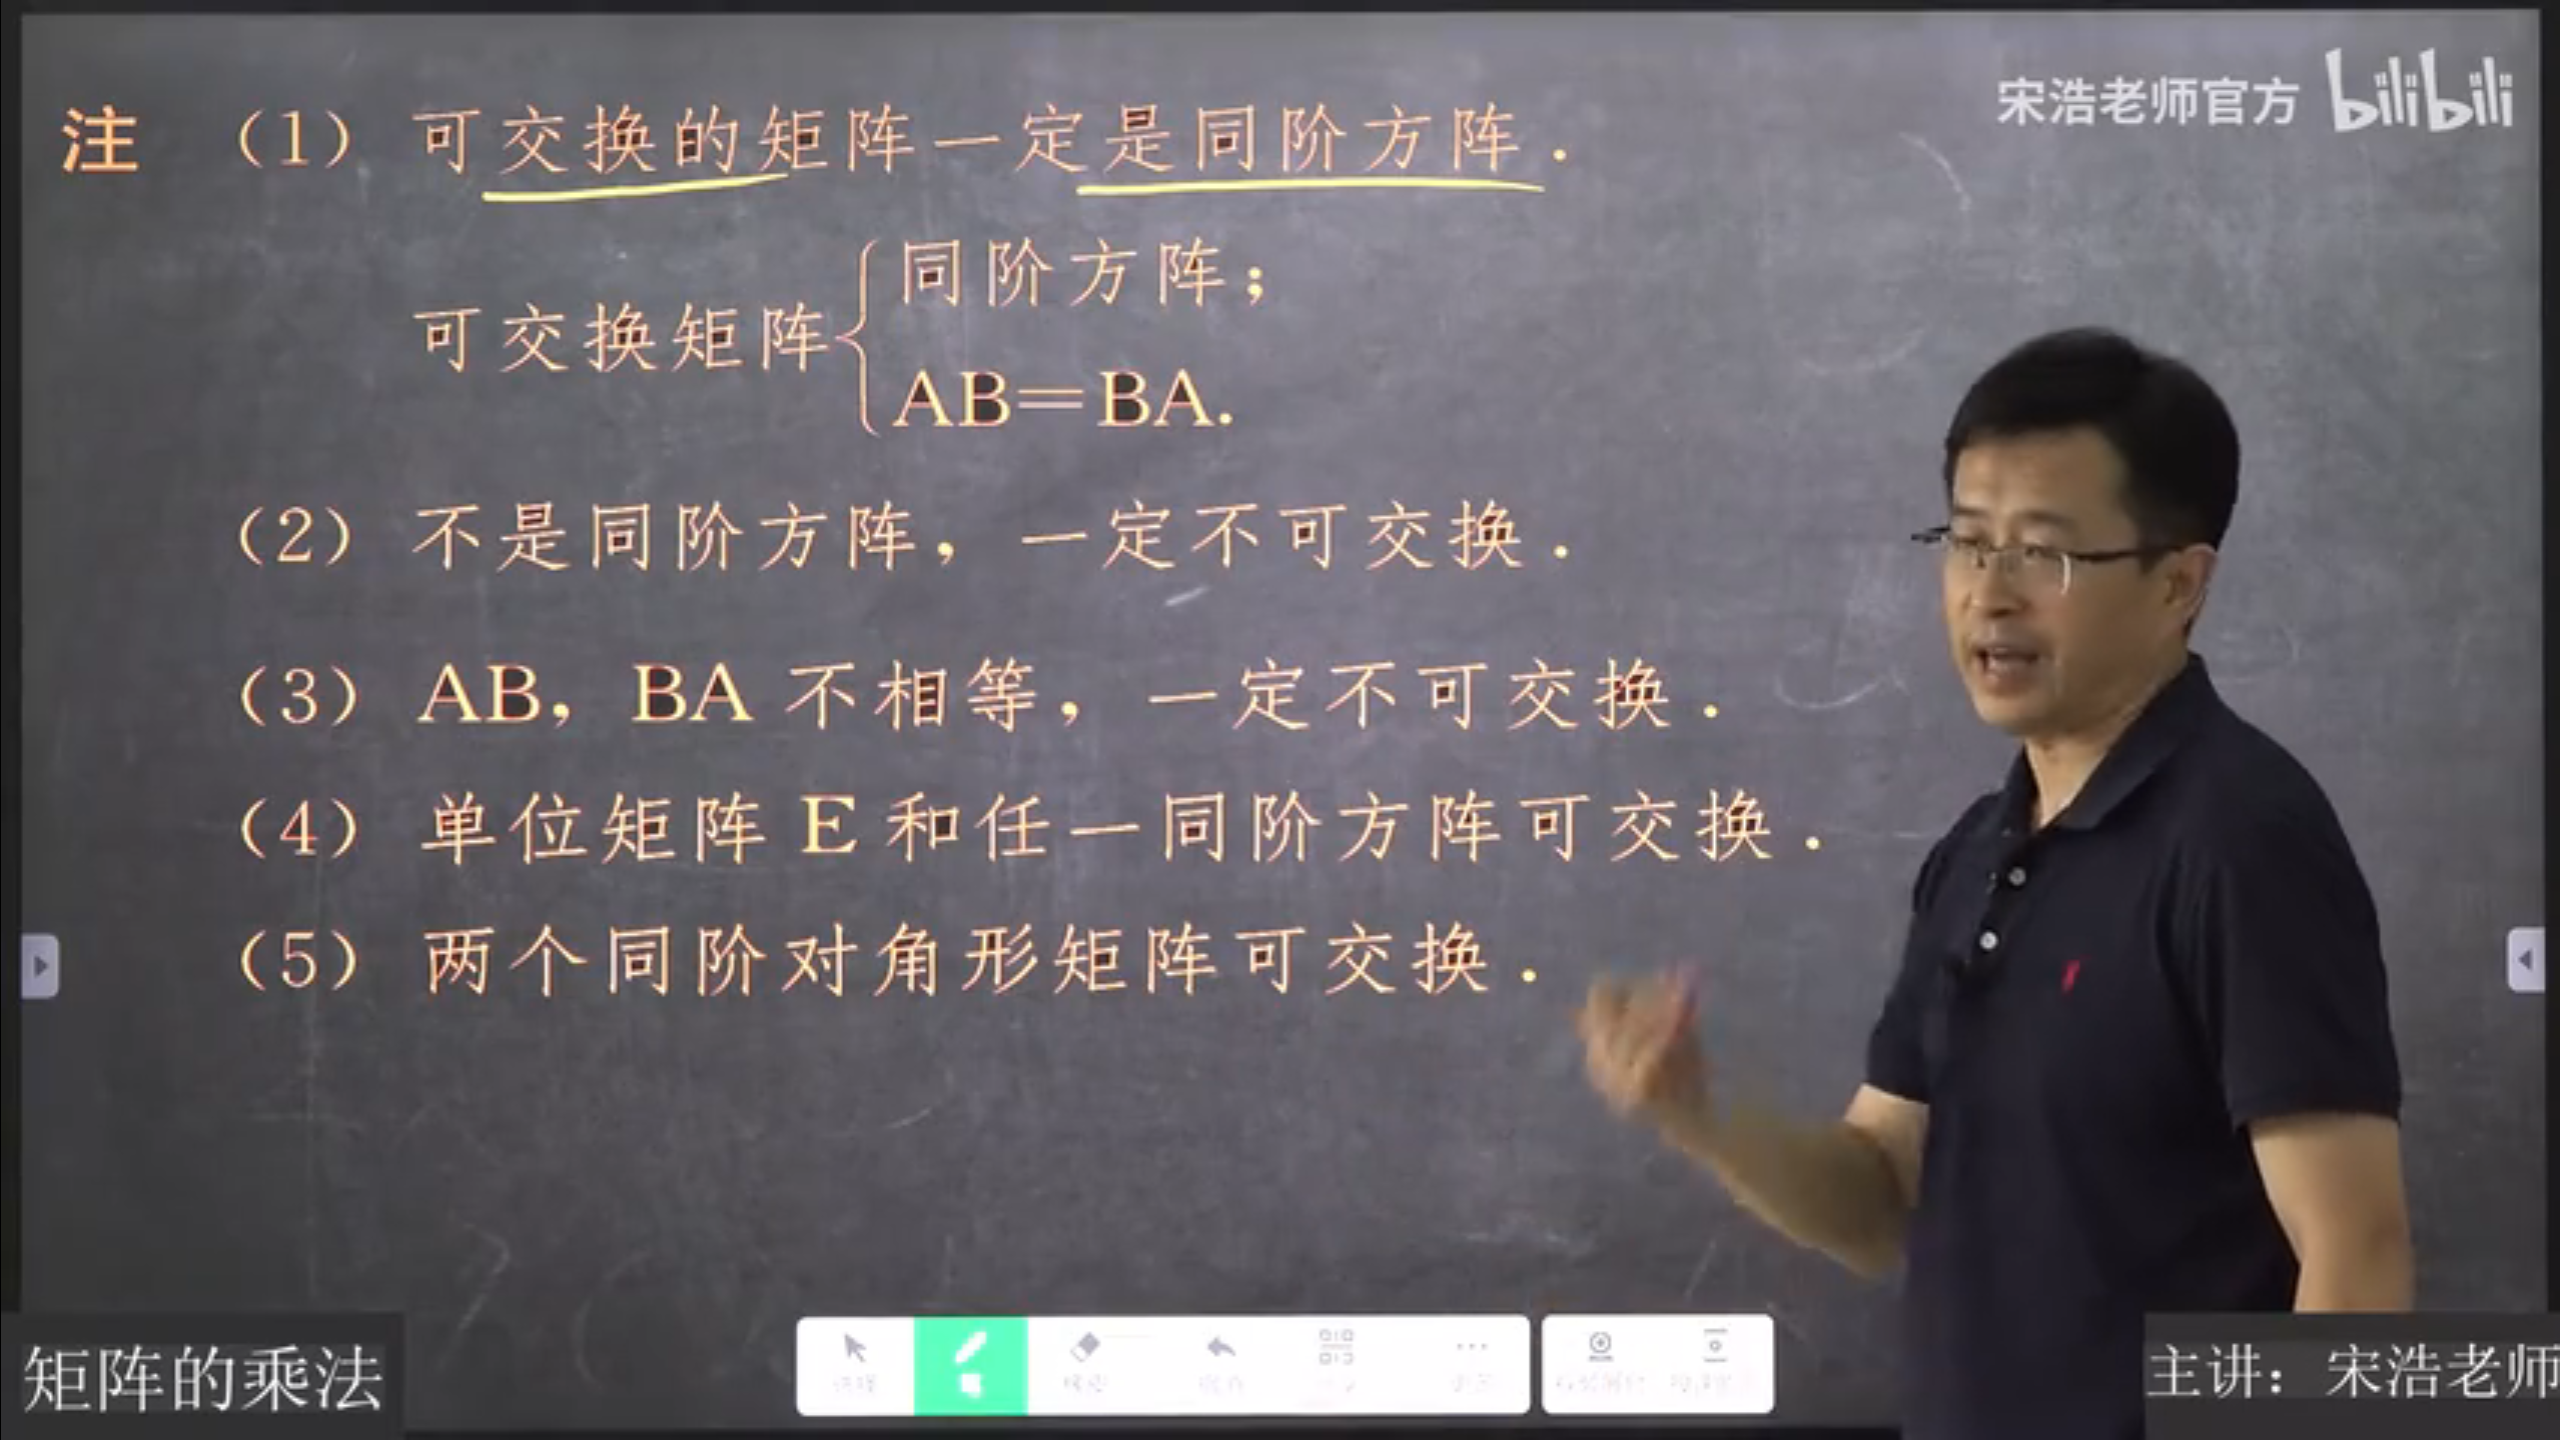 宋浩老师官方 bilibili
注 （1） 可交换的矩阵一定是同阶方阵．
同阶方阵；
可交换矩阵
AB＝BA.
（2） 不是同阶方阵，一定不可交换．
（3） AB，BA 不相等，一定不可交换．
（4） 单位矩阵 E 和任一同阶方阵可交换．
（5） 两个同阶对角形矩阵可交换．
选择 笔
矩阵的乘法
主讲：宋浩老师